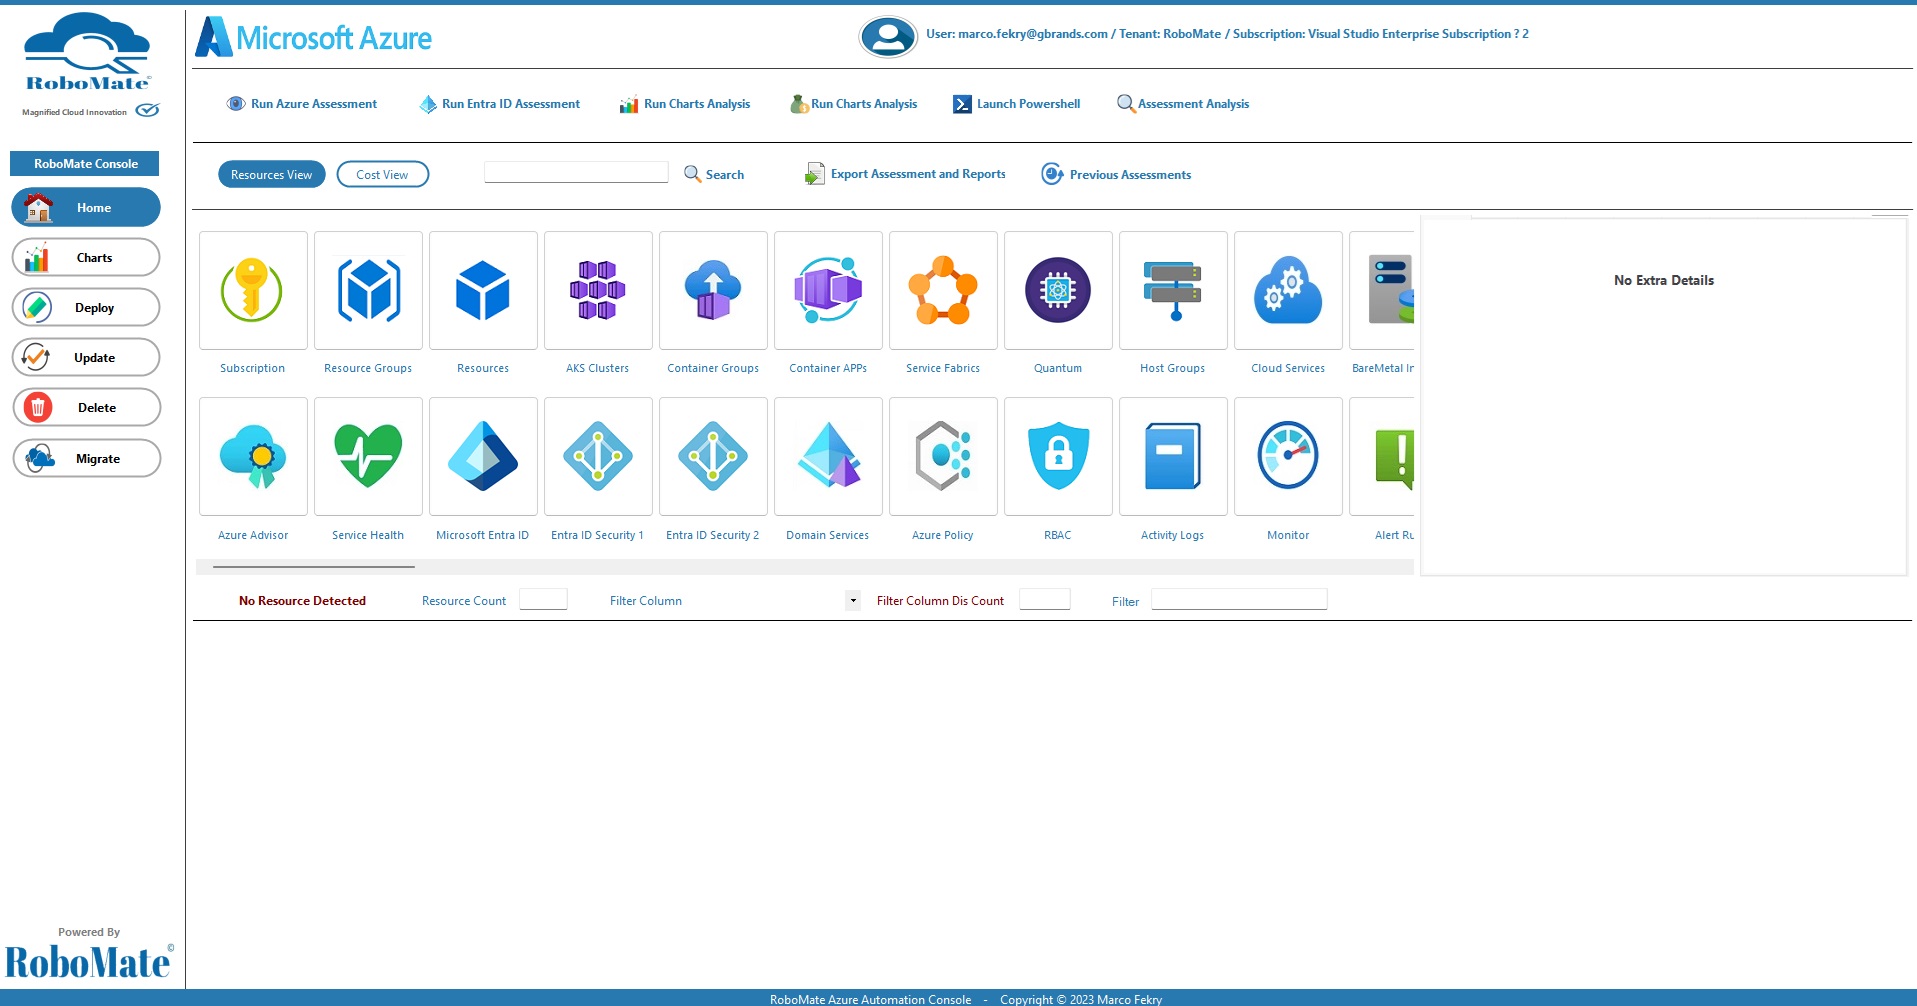 RoboMate©
Magnified Cloud Innovation
Microsoft Azure
User: marco.fekry@gbrands.com / Tenant: RoboMate / Subscription: Visual Studio Enterprise Subscription ? 2
Run Azure Assessment
Run Entra ID Assessment
Run Charts Analysis
Run Charts Analysis
Launch Powershell
Assessment Analysis
RoboMate Console
Home
Charts
Deploy
Update
Delete
Migrate
Resources View
Cost View
Search
Export Assessment and Reports
Previous Assessments
Subscription
Resource Groups
Resources
AKS Clusters
Container Groups
Container APPs
Service Fabrics
Quantum
Host Groups
Cloud Services
BareMetal In
No Extra Details
Azure Advisor
Service Health
Microsoft Entra ID
Entra ID Security 1
Entra ID Security 2
Domain Services
Azure Policy
RBAC
Activity Logs
Monitor
Alert Ru
No Resource Detected
Resource Count
Filter Column
Filter Column Dis Count
Filter
Powered By
RoboMate©
RoboMate Azure Automation Console - Copyright © 2023 Marco Fekry